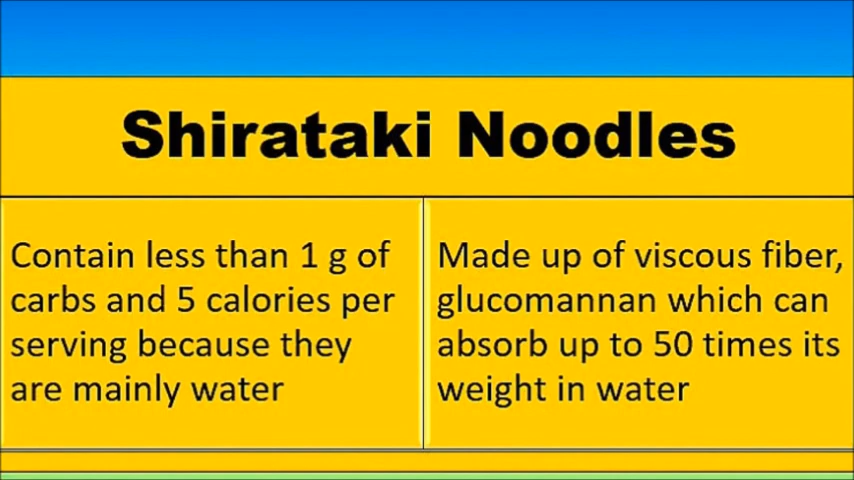 Shirataki Noodles
Contain less than 1 g of
carbs and 5 calories per
serving because they
are mainly water
Made up of viscous fiber,
glucomannan which can
absorb up to 50 times its
weight in water